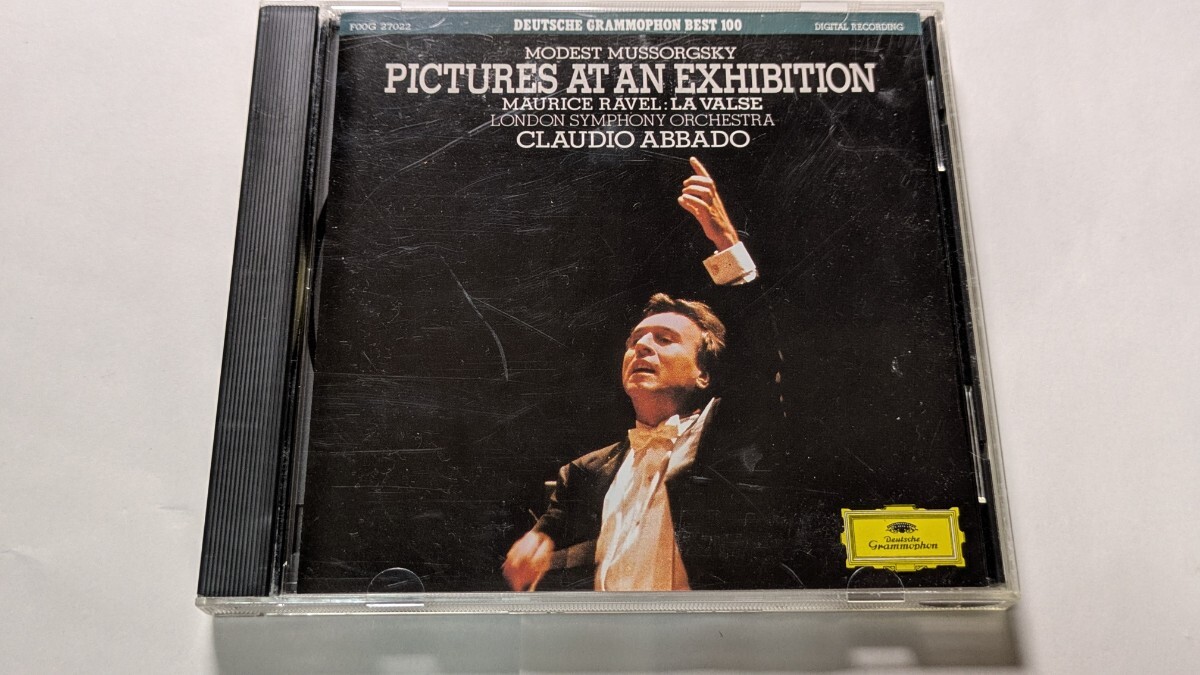 F00G 27022 DEUTSCHE GRAMMOPHON BEST 100 DIGITAL RECORDING
MODEST MUSSORGSKY
PICTURES AT AN EXHIBITION
MAURICE RAVEL: LA VALSE
LONDON SYMPHONY ORCHESTRA
CLAUDIO ABBADO
Deutsche
Grammophon